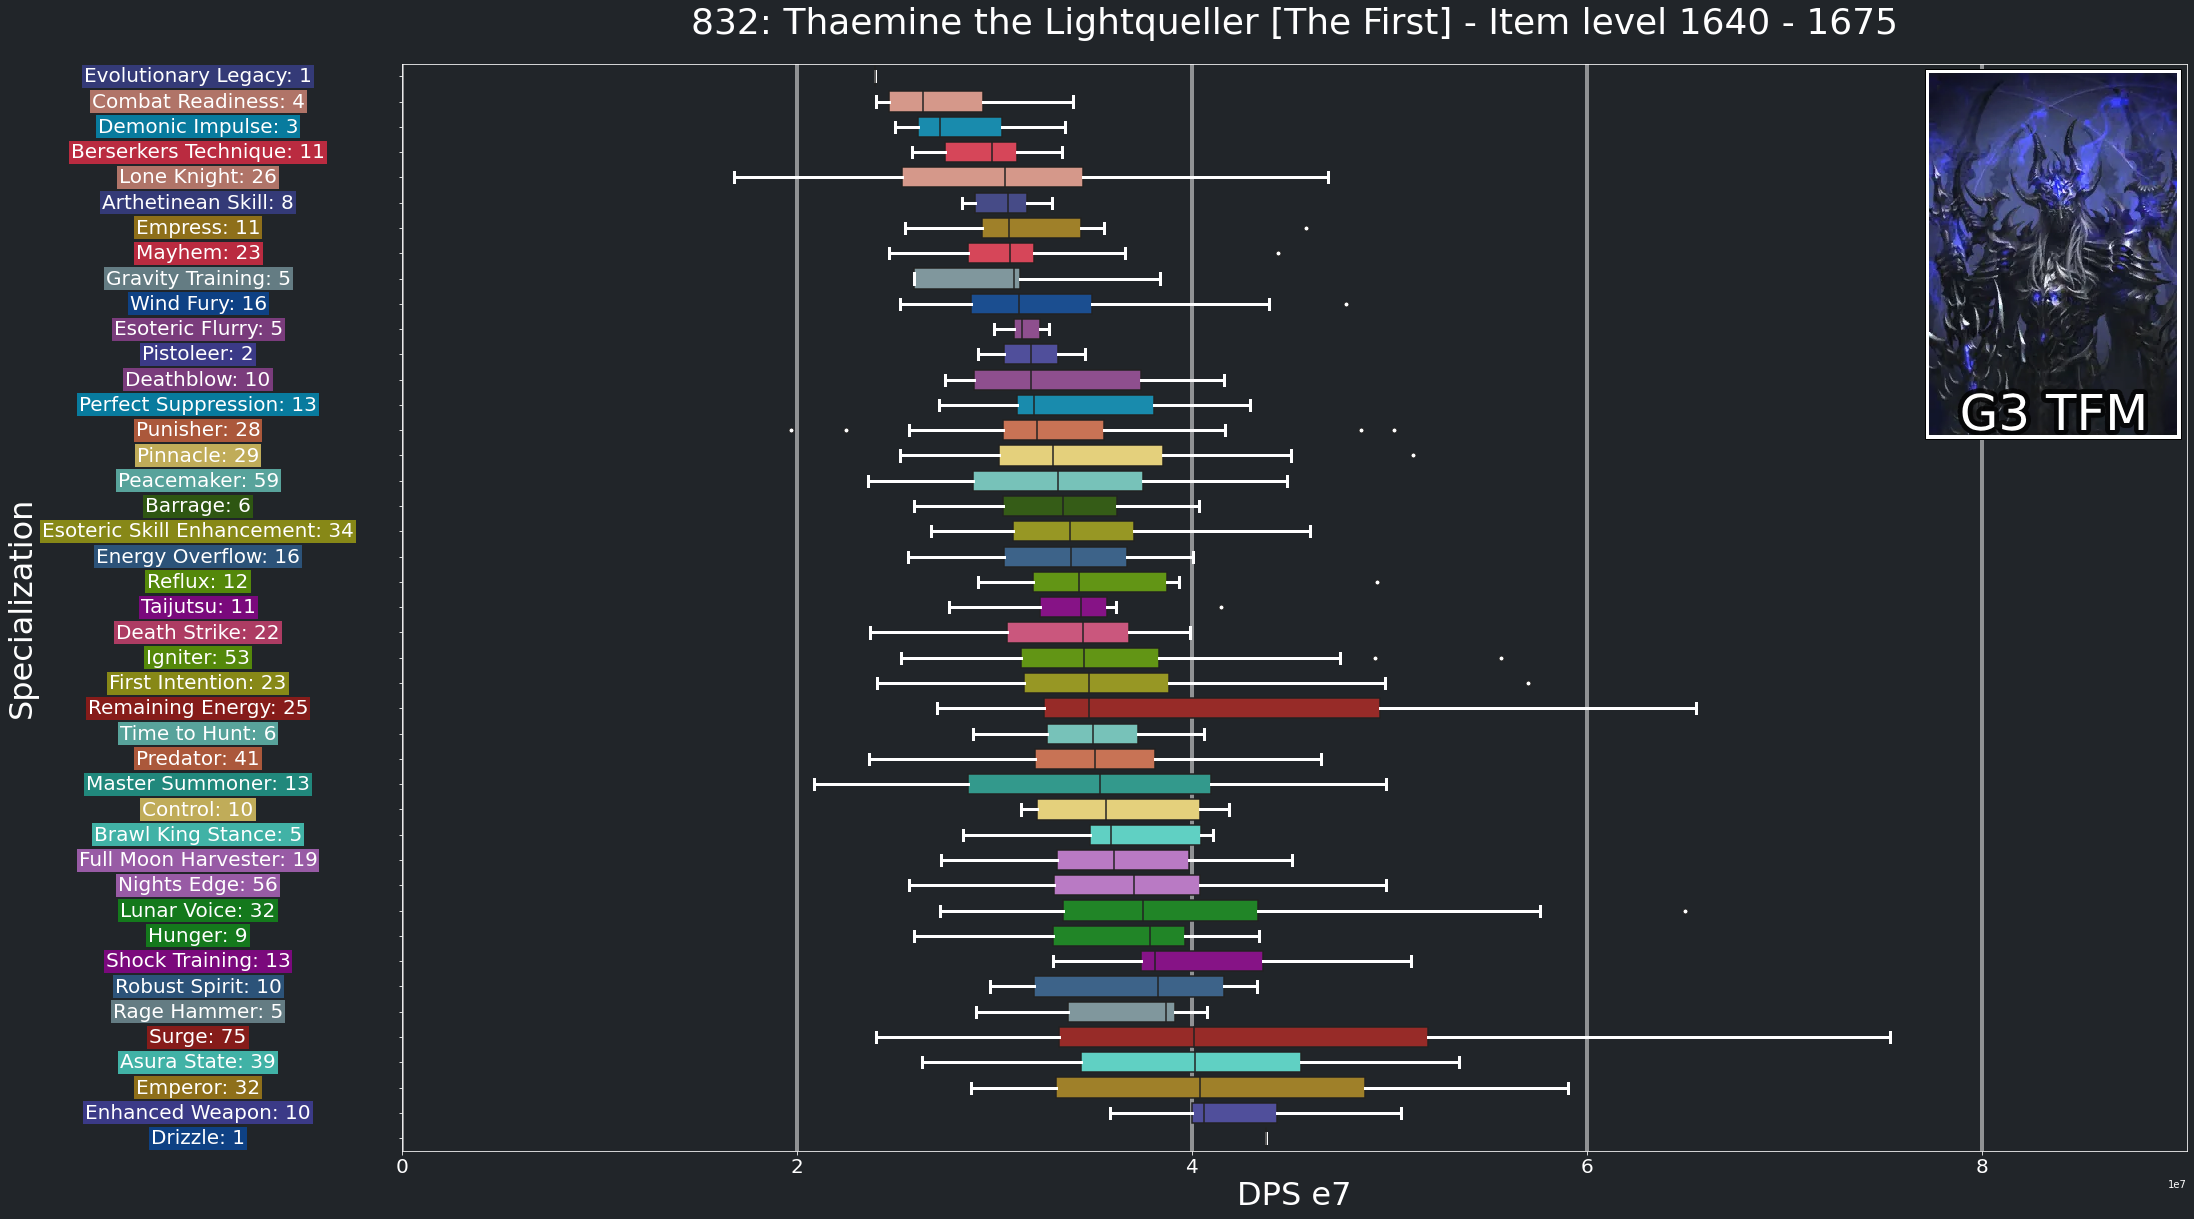 832: Thaemine the Lightqueller [The First] - Item level 1640 - 1675
Evolutionary Legacy: 1
Combat Readiness: 4
Demonic Impulse: 3
Berserkers Technique: 11
Lone Knight: 26
Arthetinean Skill: 8
Empress: 11
Mayhem: 23
Gravity Training: 5
Wind Fury: 16
Esoteric Flurry: 5
Pistoleer: 2
Deathblow: 10
Perfect Suppression: 13
Punisher: 28
Pinnacle: 29
Peacemaker: 59
Barrage: 6
Esoteric Skill Enhancement: 34
Energy Overflow: 16
Reflux: 12
Taijutsu: 11
Death Strike: 22
Igniter: 53
First Intention: 23
Remaining Energy: 25
Time to Hunt: 6
Predator: 41
Master Summoner: 13
Control: 10
Brawl King Stance: 5
Full Moon Harvester: 19
Nights Edge: 56
Lunar Voice: 32
Hunger: 9
Shock Training: 13
Robust Spirit: 10
Rage Hammer: 5
Surge: 75
Asura State: 39
Emperor: 32
Enhanced Weapon: 10
Drizzle: 1
Specialization
G3 TFM
0 2 4 6 8
DPS e7
1e7